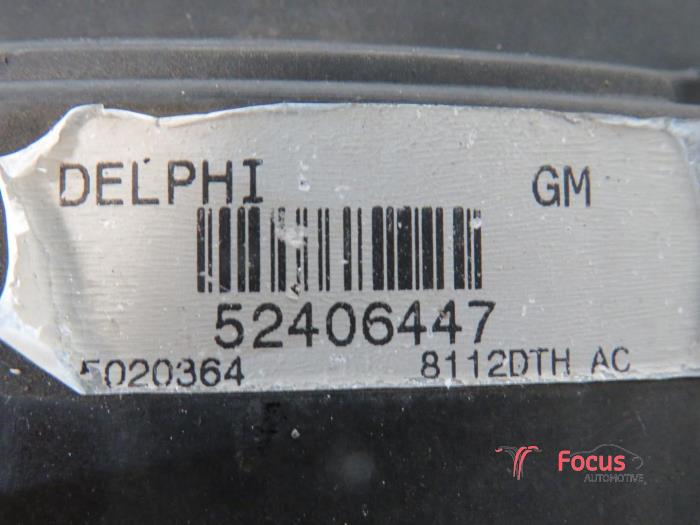 DELPHI GM
52406447
5020364 8112DTH AC
Focus
AUTOMOTIVE